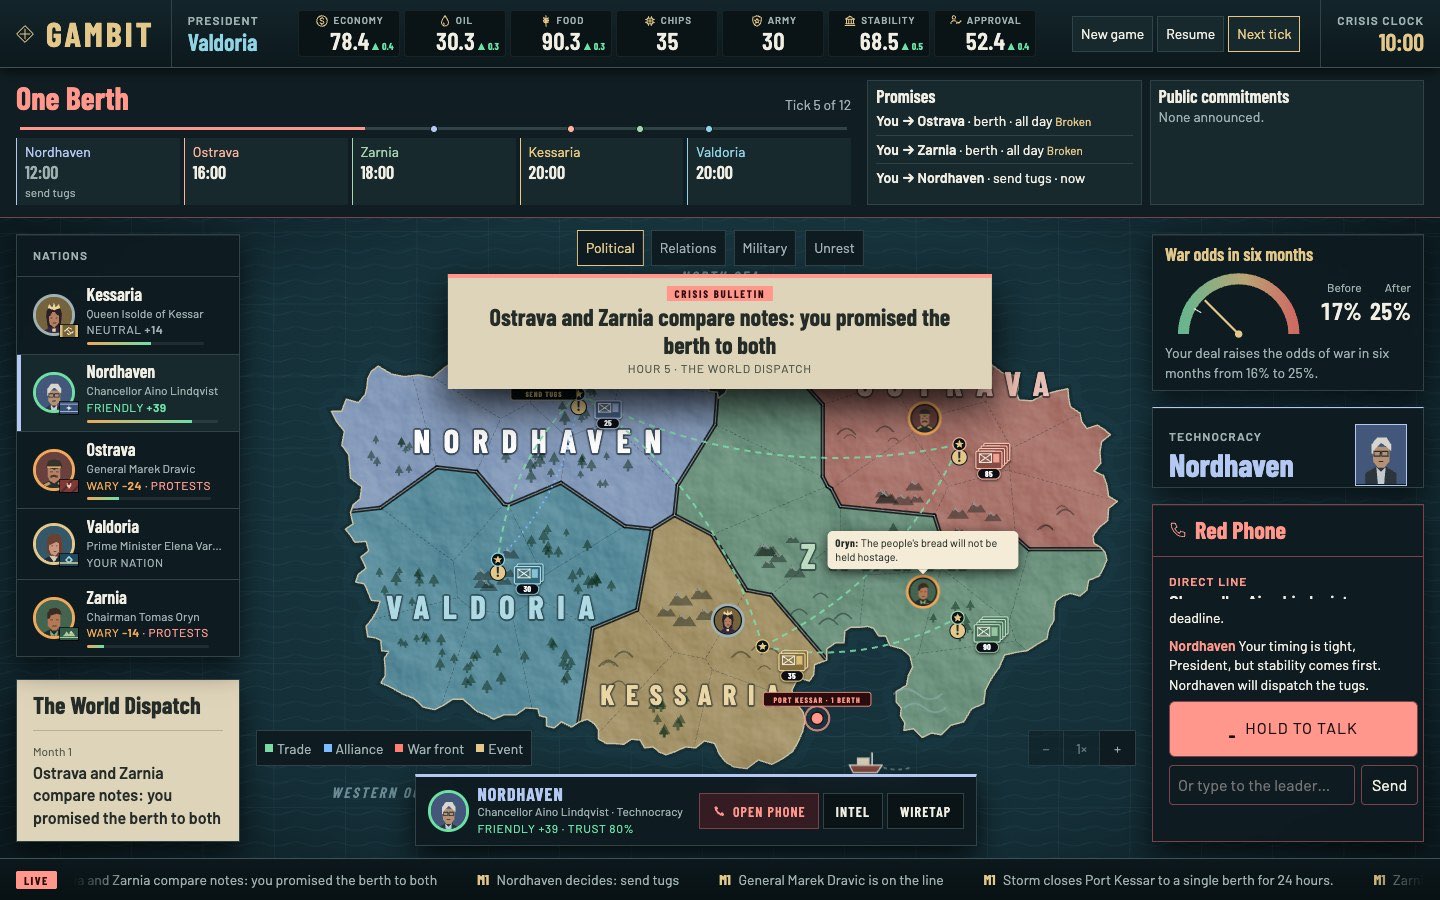 GAMBIT
PRESIDENT
Valdoria
ECONOMY
78.4 ▲ 0.4
OIL
30.3 ▲ 0.3
FOOD
90.3 ▲ 0.3
CHIPS
35
ARMY
30
STABILITY
68.5 ▲ 0.5
APPROVAL
52.4 ▲ 0.4
New game
Resume
Next tick
CRISIS CLOCK
10:00
One Berth
Tick 5 of 12
Nordhaven
12:00
send tugs
Ostrava
16:00
Zarnia
18:00
Kessaria
20:00
Valdoria
20:00
Promises
You → Ostrava · berth · all day Broken
You → Zarnia · berth · all day Broken
You → Nordhaven · send tugs · now
Public commitments
None announced.
NATIONS
Kessaria
Queen Isolde of Kessar
NEUTRAL +14
Nordhaven
Chancellor Aino Lindqvist
FRIENDLY +39
Ostrava
General Marek Dravic
WARY -24 · PROTESTS
Valdoria
Prime Minister Elena Var...
YOUR NATION
Zarnia
Chairman Tomas Oryn
WARY -14 · PROTESTS
The World Dispatch
Month 1
Ostrava and Zarnia
compare notes: you
promised the berth to both
Political
Relations
Military
Unrest
CRISIS BULLETIN
Ostrava and Zarnia compare notes: you promised the
berth to both
HOUR 5 · THE WORLD DISPATCH
SEND TUGS
25
NORDHAVEN
85
Oryn: The people's bread will not be
held hostage.
Z
30
VALDORIA
90
35
KESSARIA
PORT KESSAR · 1 BERTH
Trade
Alliance
War front
Event
− 1× +
WESTERN
NORDHAVEN
Chancellor Aino Lindqvist · Technocracy
FRIENDLY +39 · TRUST 80%
OPEN PHONE
INTEL
WIRETAP
War odds in six months
Before After
17% 25%
Your deal raises the odds of war in six
months from 16% to 25%.
TECHNOCRACY
Nordhaven
Red Phone
DIRECT LINE
deadline.
Nordhaven Your timing is tight,
President, but stability comes first.
Nordhaven will dispatch the tugs.
HOLD TO TALK
Or type to the leader...
Send
LIVE
and Zarnia compare notes: you promised the berth to both
M1 Nordhaven decides: send tugs
M1 General Marek Dravic is on the line
M1 Storm closes Port Kessar to a single berth for 24 hours.
M1